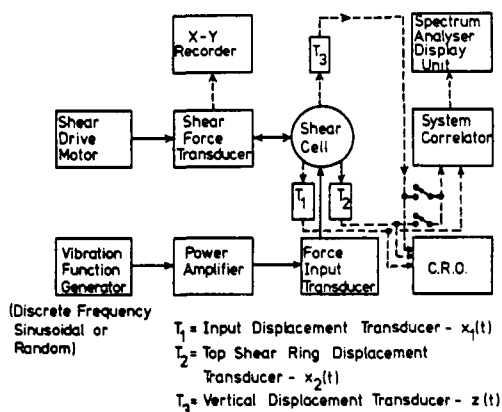 X-Y
Recorder
T3
Spectrum
Analyser
Display
Unit
Shear
Drive
Motor
Shear
Force
Transducer
Shear
Cell
System
Correlator
T1
T2
Vibration
Function
Generator
Power
Amplifier
Force
Input
Transducer
C.R.O.
(Discrete Frequency
Sinusoidal or
Random)
T1 = Input Displacement Transducer - x1(t)
T2 = Top Shear Ring Displacement
Transducer - x2(t)
T3 = Vertical Displacement Transducer - z(t)